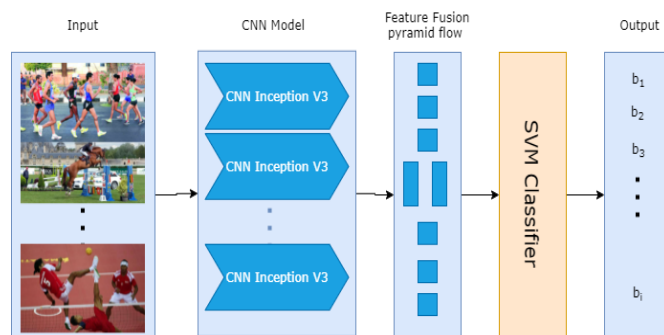 Input
CNN Model
Feature Fusion
pyramid flow
Output
CNN Inception V3
CNN Inception V3
CNN Inception V3
SVM Classifier
b1
b2
b3
bi